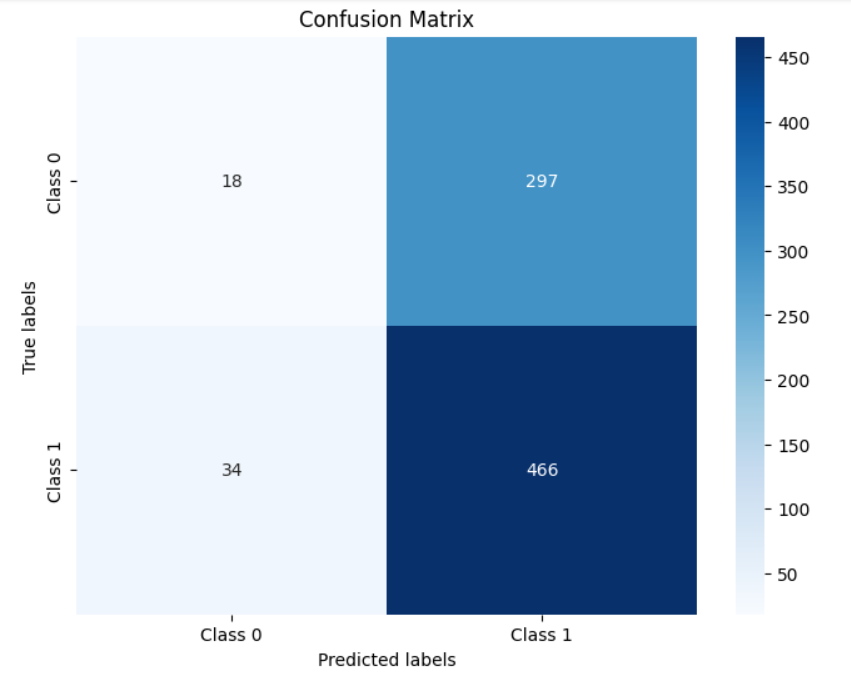 Confusion Matrix
Class 0
18
297
True labels
Class 1
34
466
Class 0
Class 1
Predicted labels
450
400
350
300
250
200
150
100
50